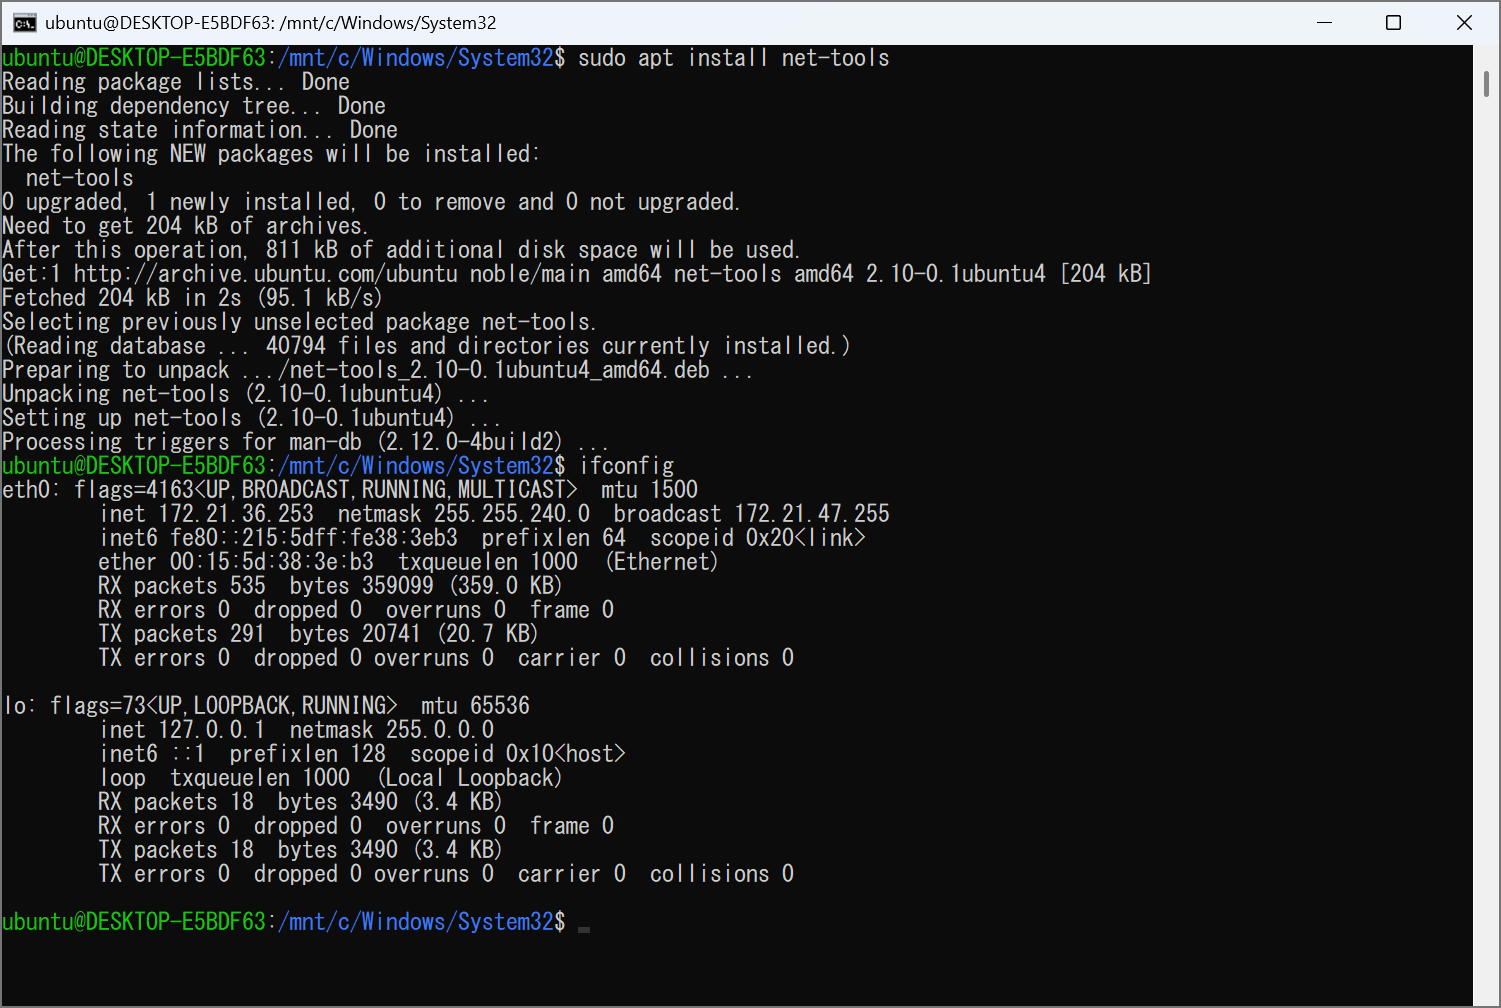 ubuntu@DESKTOP-E5BDF63: /mnt/c/Windows/System32
ubuntu@DESKTOP-E5BDF63:/mnt/c/Windows/System32$ sudo apt install net-tools
Reading package lists... Done
Building dependency tree... Done
Reading state information... Done
The following NEW packages will be installed:
  net-tools
0 upgraded, 1 newly installed, 0 to remove and 0 not upgraded.
Need to get 204 kB of archives.
After this operation, 811 kB of additional disk space will be used.
Get:1 http://archive.ubuntu.com/ubuntu noble/main amd64 net-tools amd64 2.10-0.1ubuntu4 [204 kB]
Fetched 204 kB in 2s (95.1 kB/s)
Selecting previously unselected package net-tools.
(Reading database ... 40794 files and directories currently installed.)
Preparing to unpack .../net-tools_2.10-0.1ubuntu4_amd64.deb ...
Unpacking net-tools (2.10-0.1ubuntu4) ...
Setting up net-tools (2.10-0.1ubuntu4) ...
Processing triggers for man-db (2.12.0-4build2) ...
ubuntu@DESKTOP-E5BDF63:/mnt/c/Windows/System32$ ifconfig
eth0: flags=4163<UP,BROADCAST,RUNNING,MULTICAST>  mtu 1500
        inet 172.21.36.253  netmask 255.255.240.0  broadcast 172.21.47.255
        inet6 fe80::215:5dff:fe38:3eb3  prefixlen 64  scopeid 0x20<link>
        ether 00:15:5d:38:3e:b3  txqueuelen 1000  (Ethernet)
        RX packets 535  bytes 359099 (359.0 KB)
        RX errors 0  dropped 0  overruns 0  frame 0
        TX packets 291  bytes 20741 (20.7 KB)
        TX errors 0  dropped 0 overruns 0  carrier 0  collisions 0

lo: flags=73<UP,LOOPBACK,RUNNING>  mtu 65536
        inet 127.0.0.1  netmask 255.0.0.0
        inet6 ::1  prefixlen 128  scopeid 0x10<host>
        loop  txqueuelen 1000  (Local Loopback)
        RX packets 18  bytes 3490 (3.4 KB)
        RX errors 0  dropped 0  overruns 0  frame 0
        TX packets 18  bytes 3490 (3.4 KB)
        TX errors 0  dropped 0 overruns 0  carrier 0  collisions 0

ubuntu@DESKTOP-E5BDF63:/mnt/c/Windows/System32$